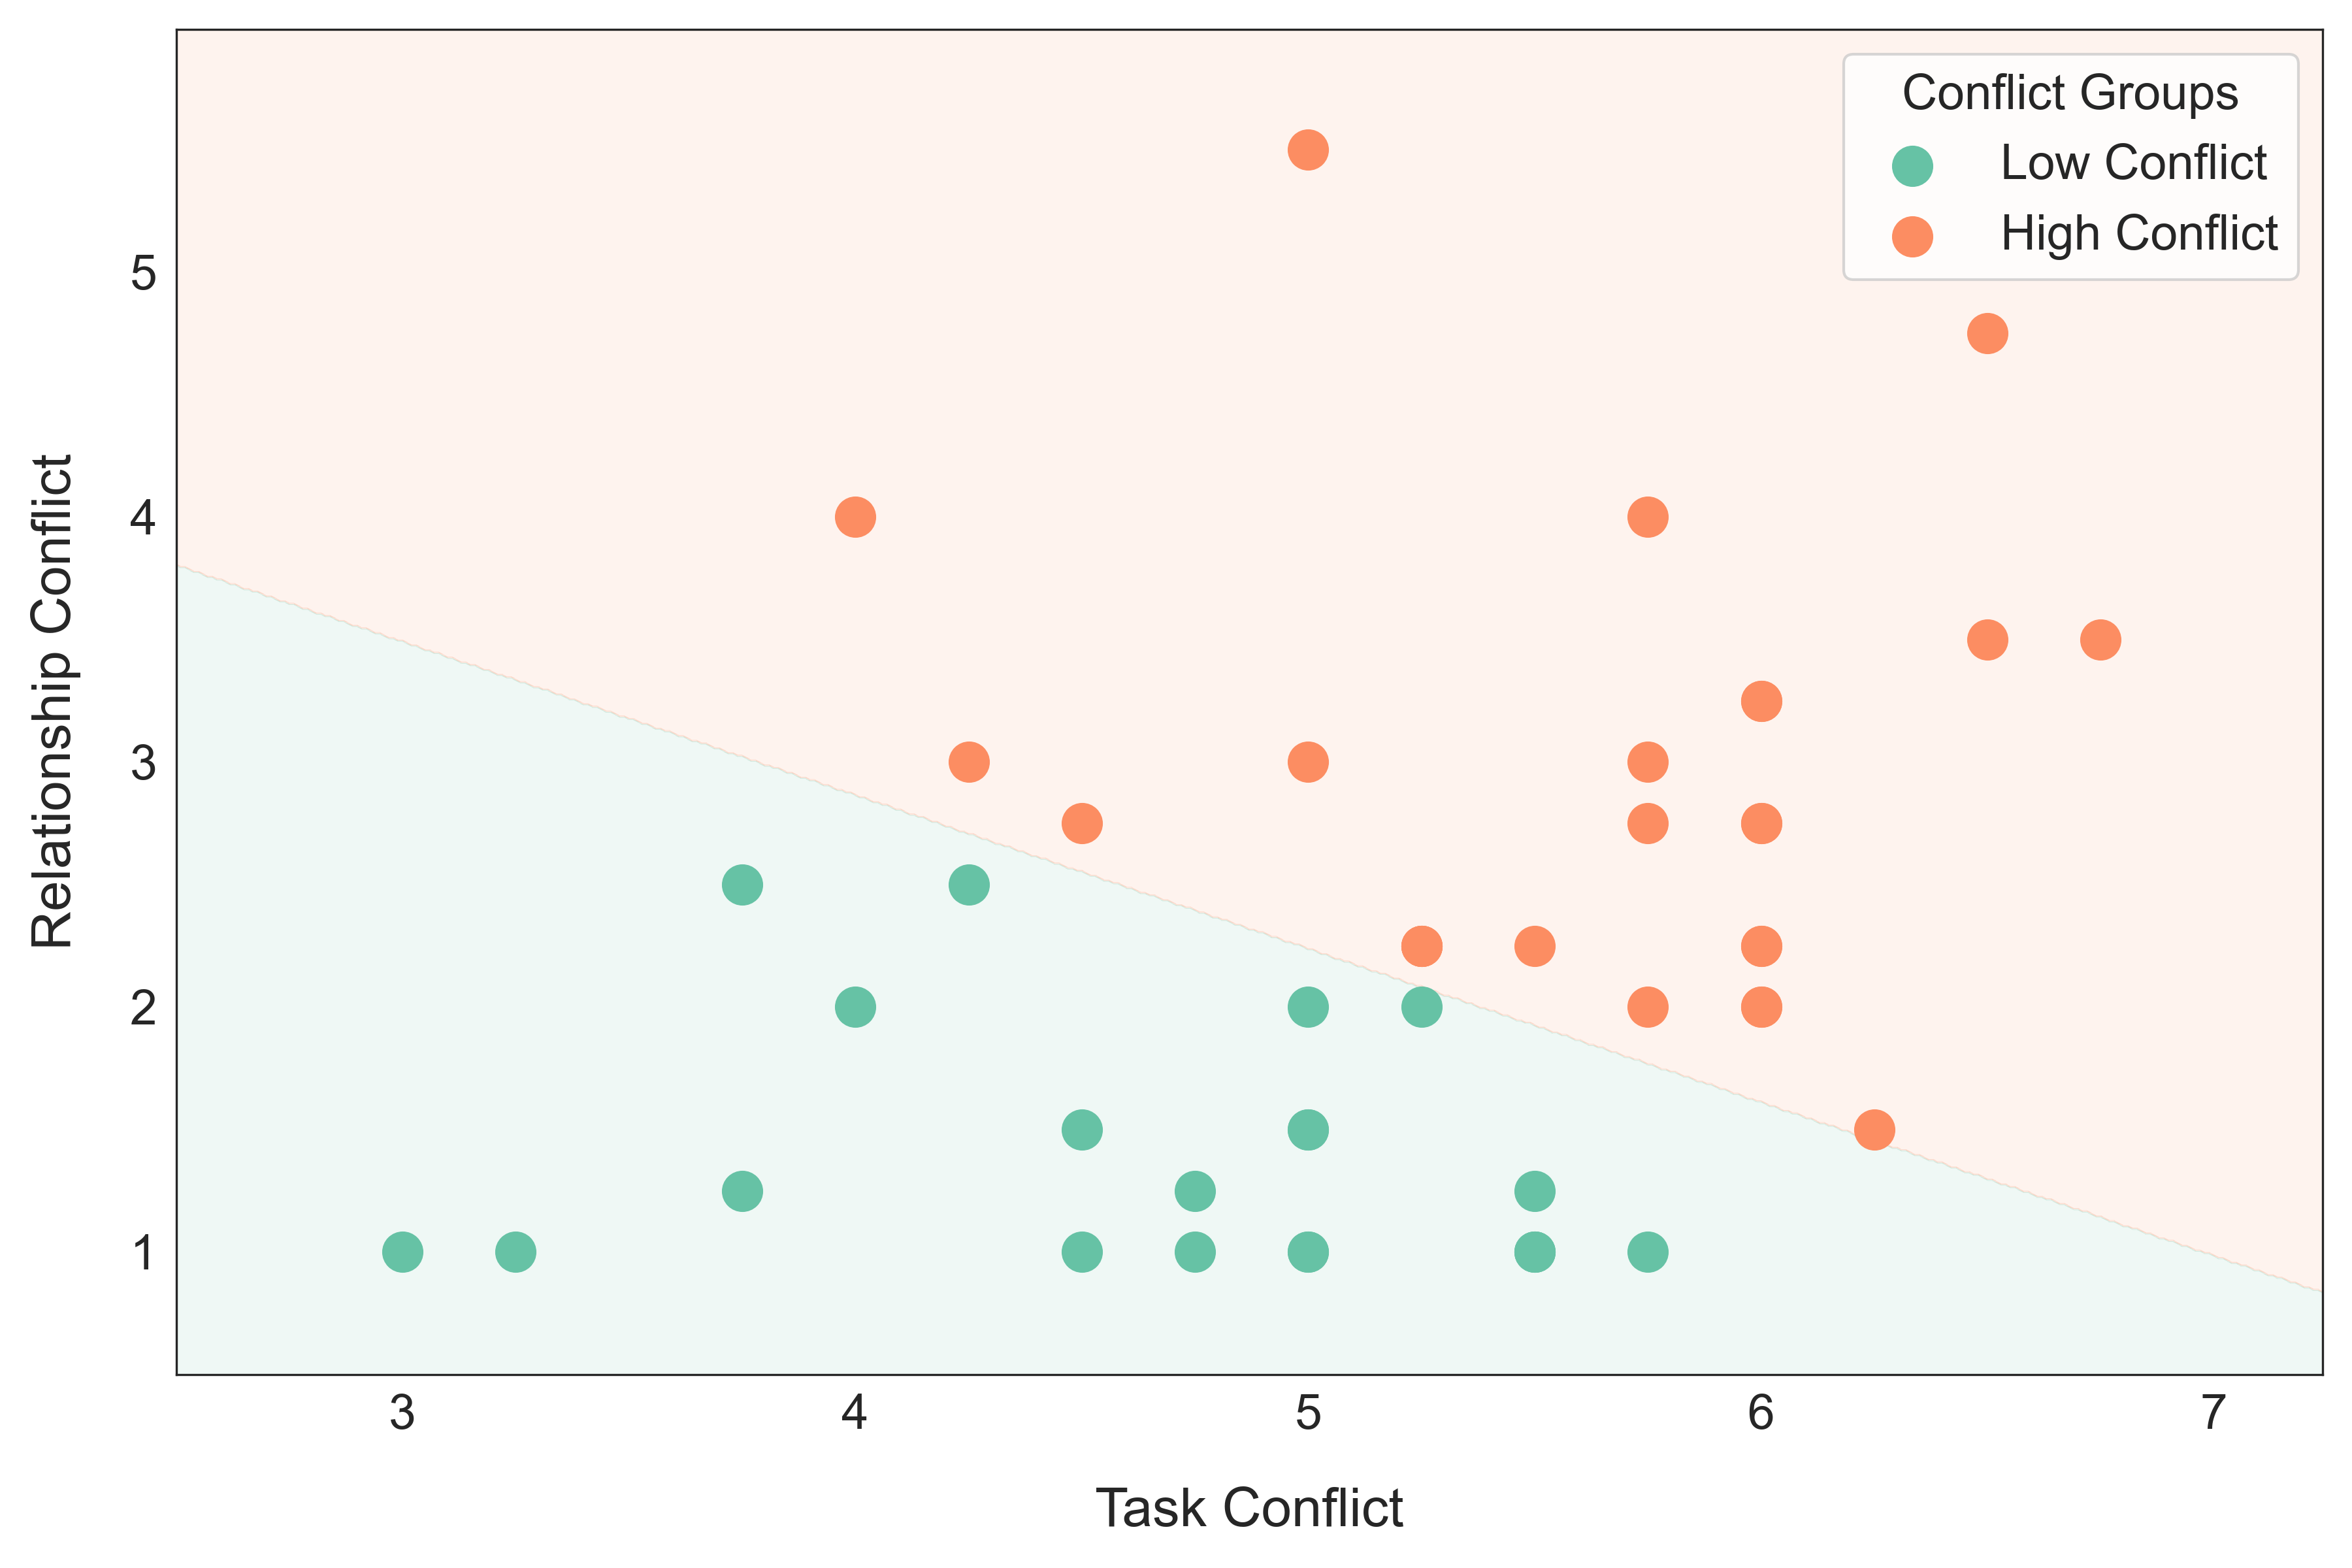 Conflict Groups
Low Conflict
High Conflict
Relationship Conflict
5
4
3
2
1
3 4 5 6 7
Task Conflict